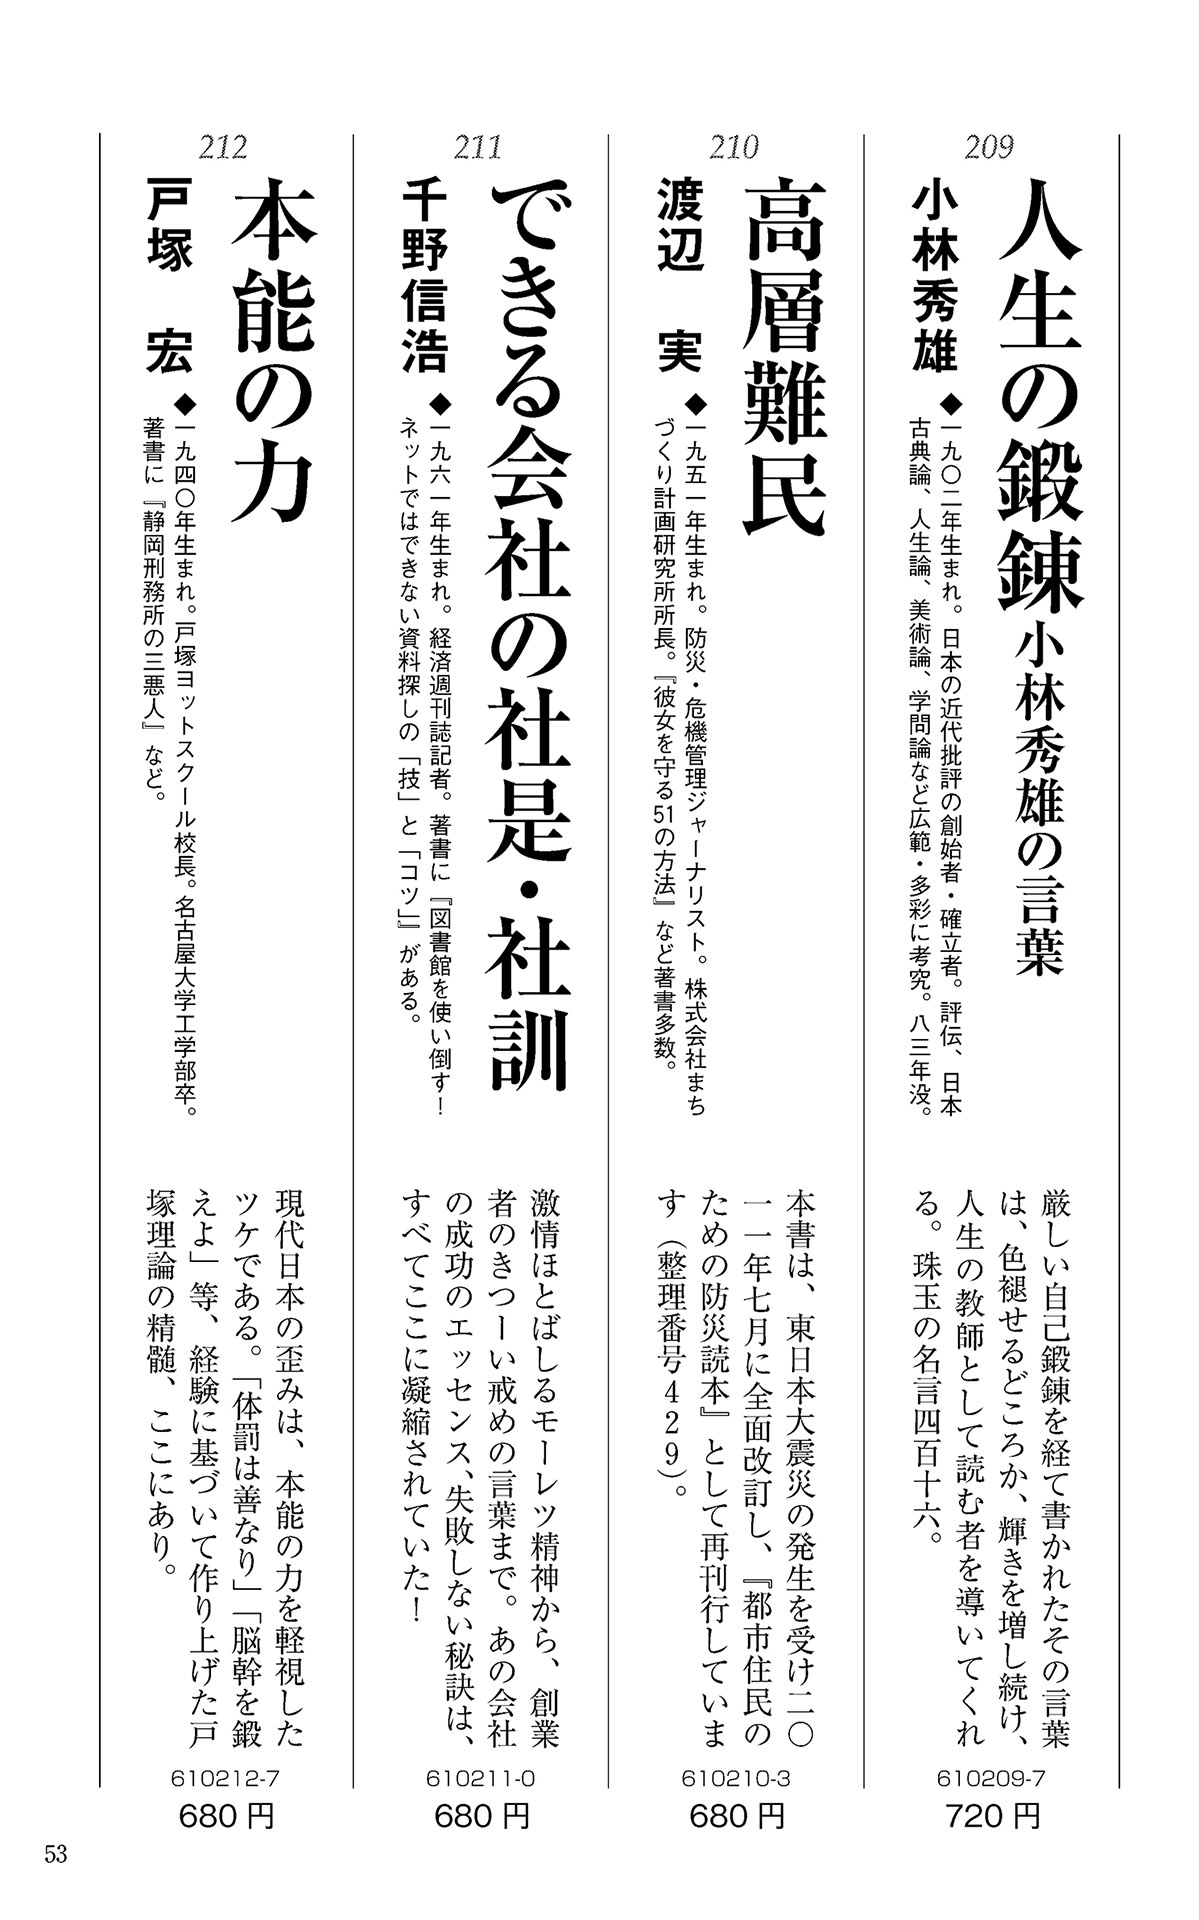 209
人生の鍛錬 小林秀雄の言葉
小林秀雄
◆一九〇二年生まれ。日本の近代批評の創始者・確立者。評伝、日本
古典論、人生論、美術論、学問論など広範・多彩に考究。八三年没。
厳しい自己鍛錬を経て書かれたその言葉
は、色褪せるどころか、輝きを増し続け、
人生の教師として読む者を導いてくれ
る。珠玉の名言四百十六。
610209-7
720円
210
高層難民
渡辺 実
◆一九五一年生まれ。防災・危機管理ジャーナリスト。株式会社まち
づくり計画研究所所長。『彼女を守る51の方法』など著書多数。
本書は、東日本大震災の発生を受け二〇
一一年七月に全面改訂し、『都市住民の
ための防災読本』として再刊行していま
す（整理番号429）。
610210-3
680円
211
できる会社の社是・社訓
千野信浩
◆一九六一年生まれ。経済週刊誌記者。著書に『図書館を使い倒す！
ネットではできない資料探しの「技」と「コツ」』がある。
激情ほとばしるモーレツ精神から、創業
者のきつーい戒めの言葉まで。あの会社
の成功のエッセンス、失敗しない秘訣は、
すべてここに凝縮されていた！
610211-0
680円
212
本能の力
戸塚 宏
◆一九四〇年生まれ。戸塚ヨットスクール校長。名古屋大学工学部卒。
著書に『静岡刑務所の三悪人』など。
現代日本の歪みは、本能の力を軽視した
ツケである。「体罰は善なり」「脳幹を鍛
えよ」等、経験に基づいて作り上げた戸
塚理論の精髄、ここにあり。
610212-7
680円
53